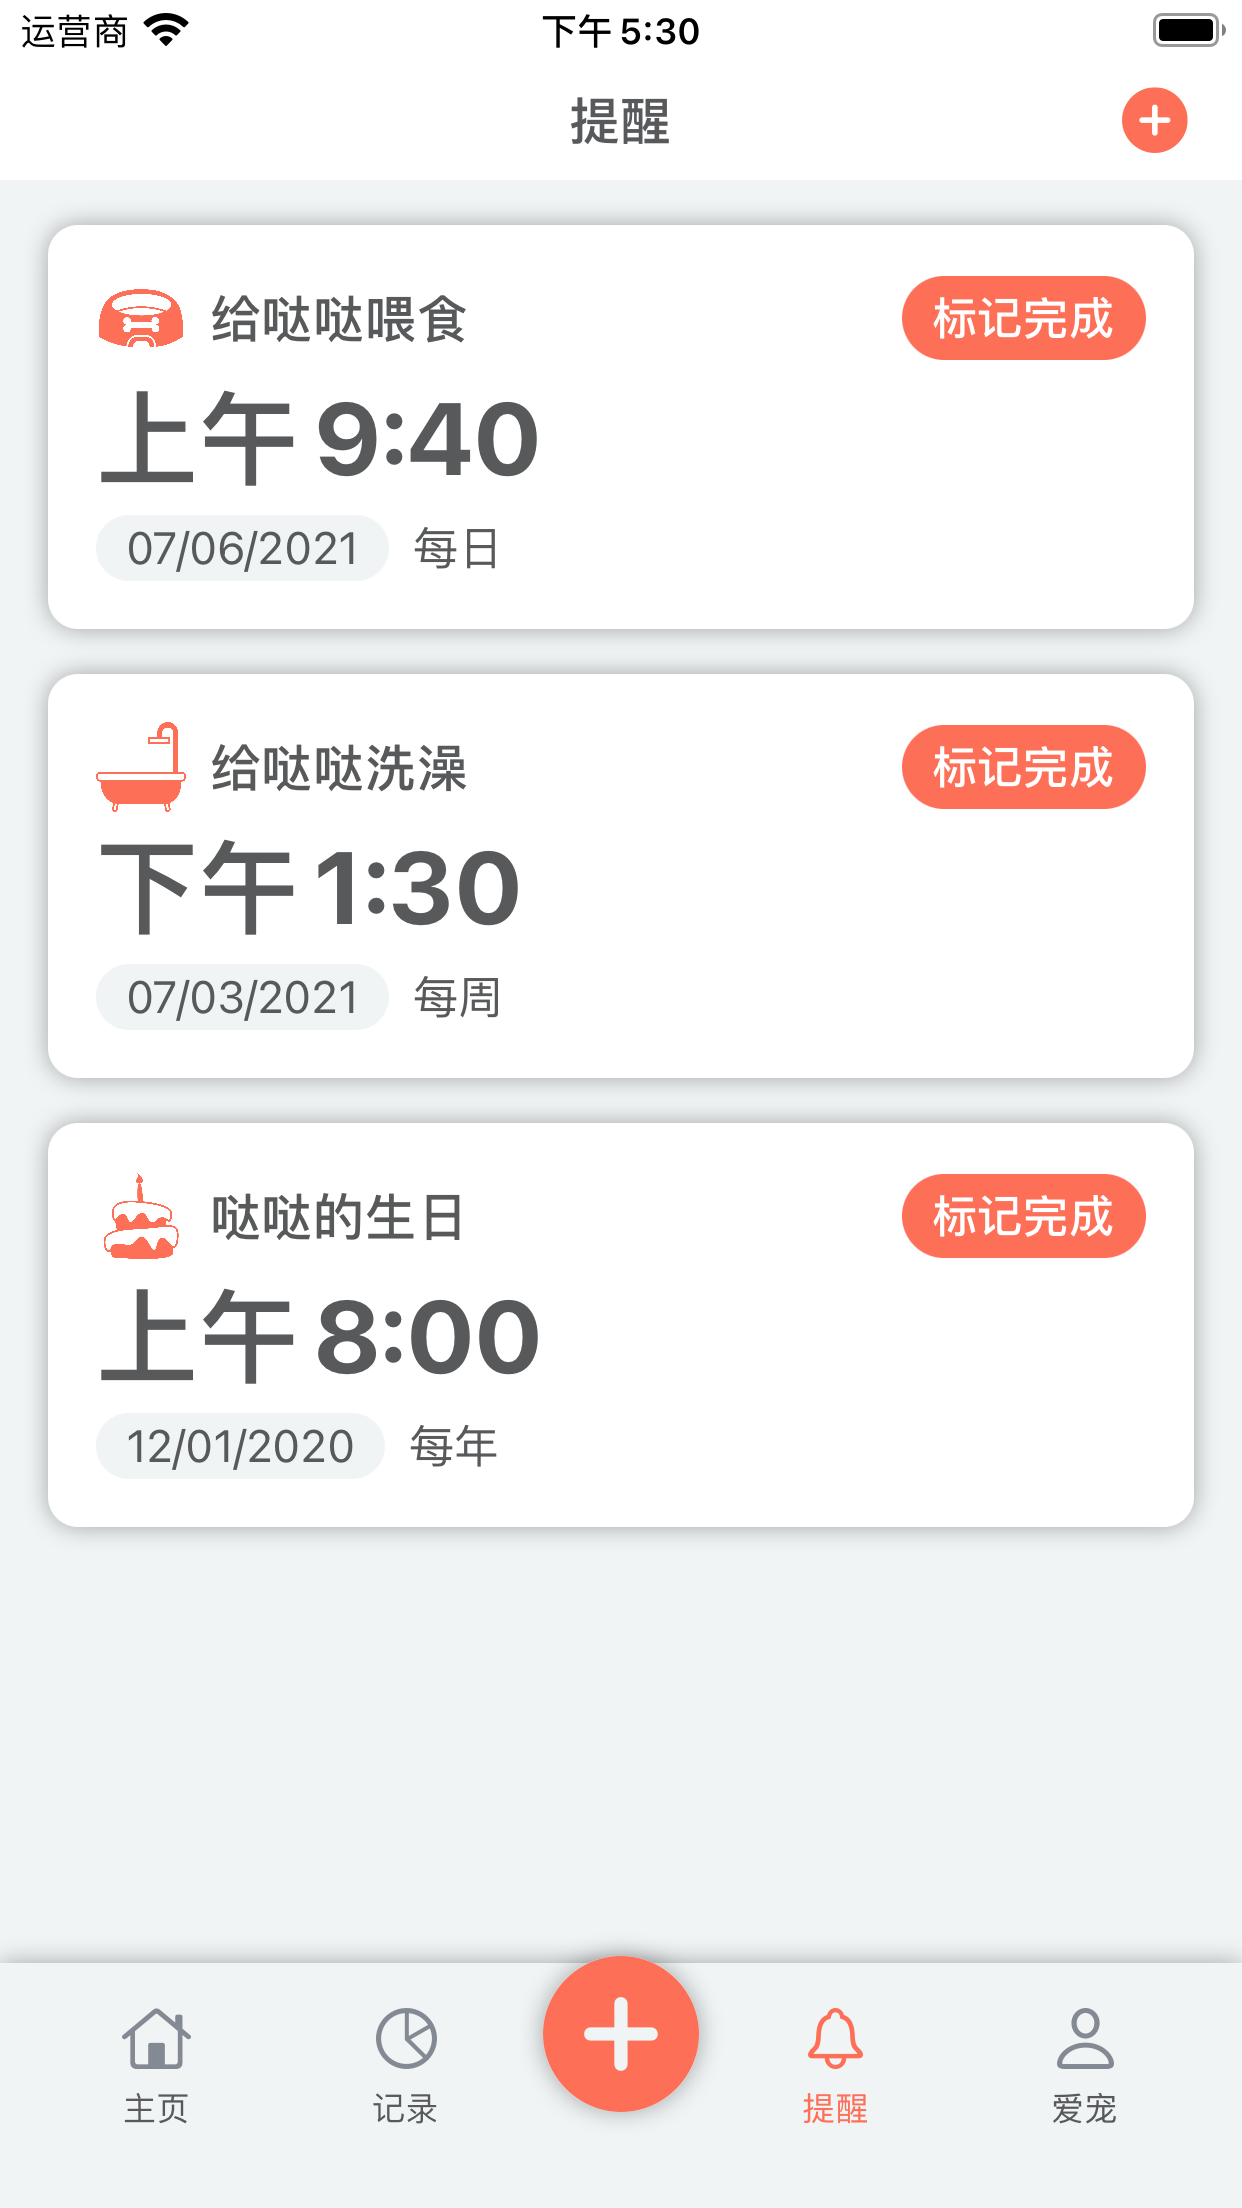 运营商 下午 5:30
提醒
给哒哒喂食 标记完成
上午 9:40
07/06/2021 每日
给哒哒洗澡 标记完成
下午 1:30
07/03/2021 每周
哒哒的生日 标记完成
上午 8:00
12/01/2020 每年
主页 记录 提醒 爱宠